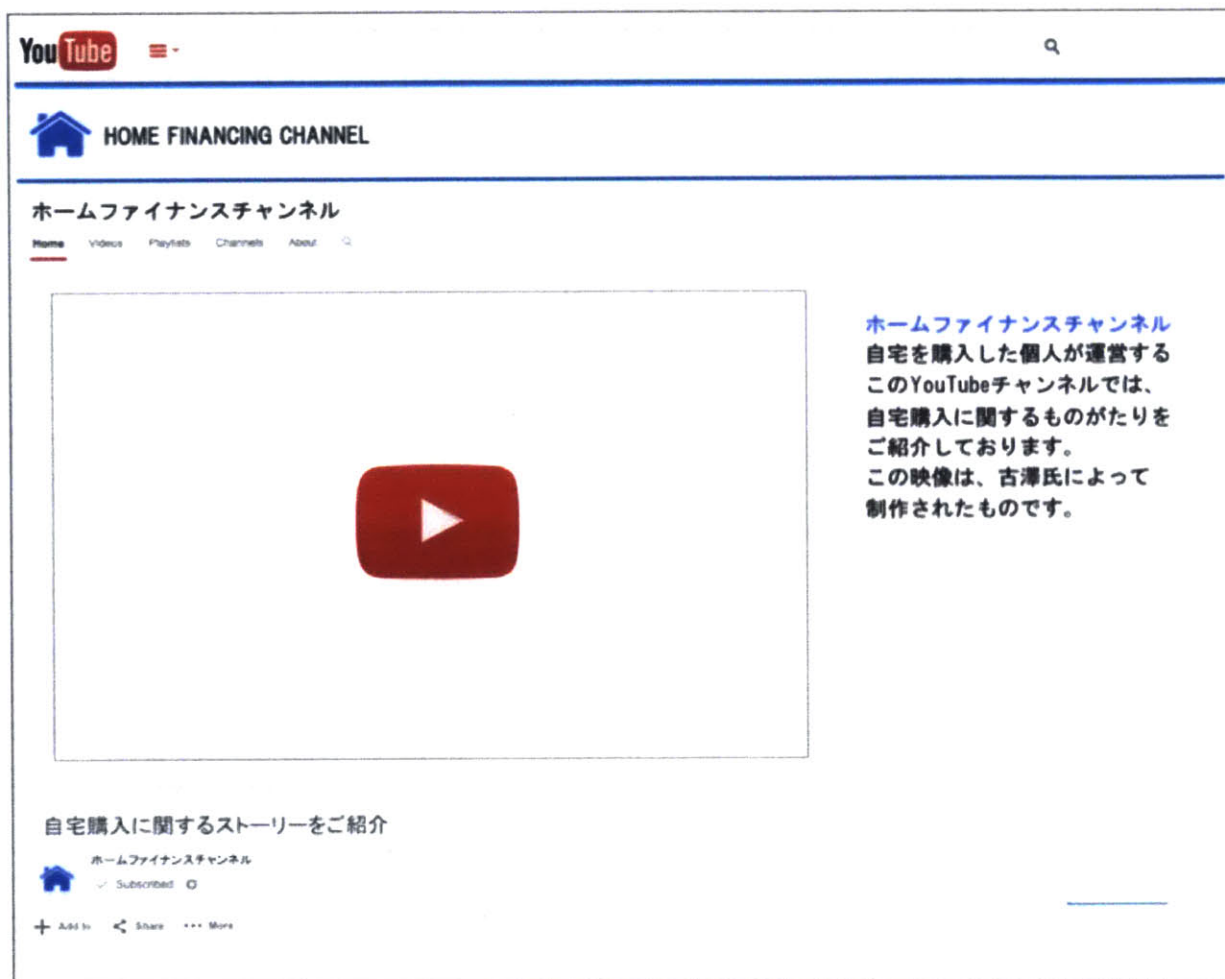 YouTube
HOME FINANCING CHANNEL
ホームファイナンスチャンネル
Home Videos Playlists Channels About
ホームファイナンスチャンネル
自宅を購入した個人が運営する
このYouTubeチャンネルでは、
自宅購入に関するものがたりを
ご紹介しております。
この映像は、古澤氏によって
制作されたものです。
自宅購入に関するストーリーをご紹介
ホームファイナンスチャンネル
Subscribed
Add to Share More